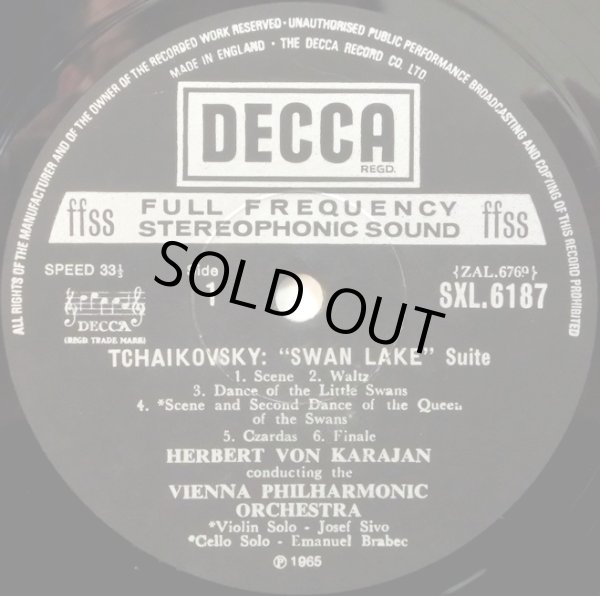 ALL RIGHTS OF THE MANUFACTURER AND OF THE OWNER OF THE RECORDED WORK RESERVED · UNAUTHORISED PUBLIC PERFORMANCE BROADCASTING AND COPYING OF THIS RECORD PROHIBITED
MADE IN ENGLAND · THE DECCA RECORD CO. LTD
DECCA
REGD.
ffss FULL FREQUENCY STEREOPHONIC SOUND ffss
SPEED 33⅓
Side
1
{ZAL.6769}
SXL.6187
DECCA
(REGD TRADE MARK)
SOLD OUT
TCHAIKOVSKY: "SWAN LAKE" Suite
1. Scene 2. Waltz
3. Dance of the Little Swans
4. *Scene and Second Dance of the Queen
of the Swans
5. Czardas 6. Finale
HERBERT VON KARAJAN
conducting the
VIENNA PHILHARMONIC
ORCHESTRA
*Violin Solo - Josef Sivo
*Cello Solo - Emanuel Brabec
℗ 1965